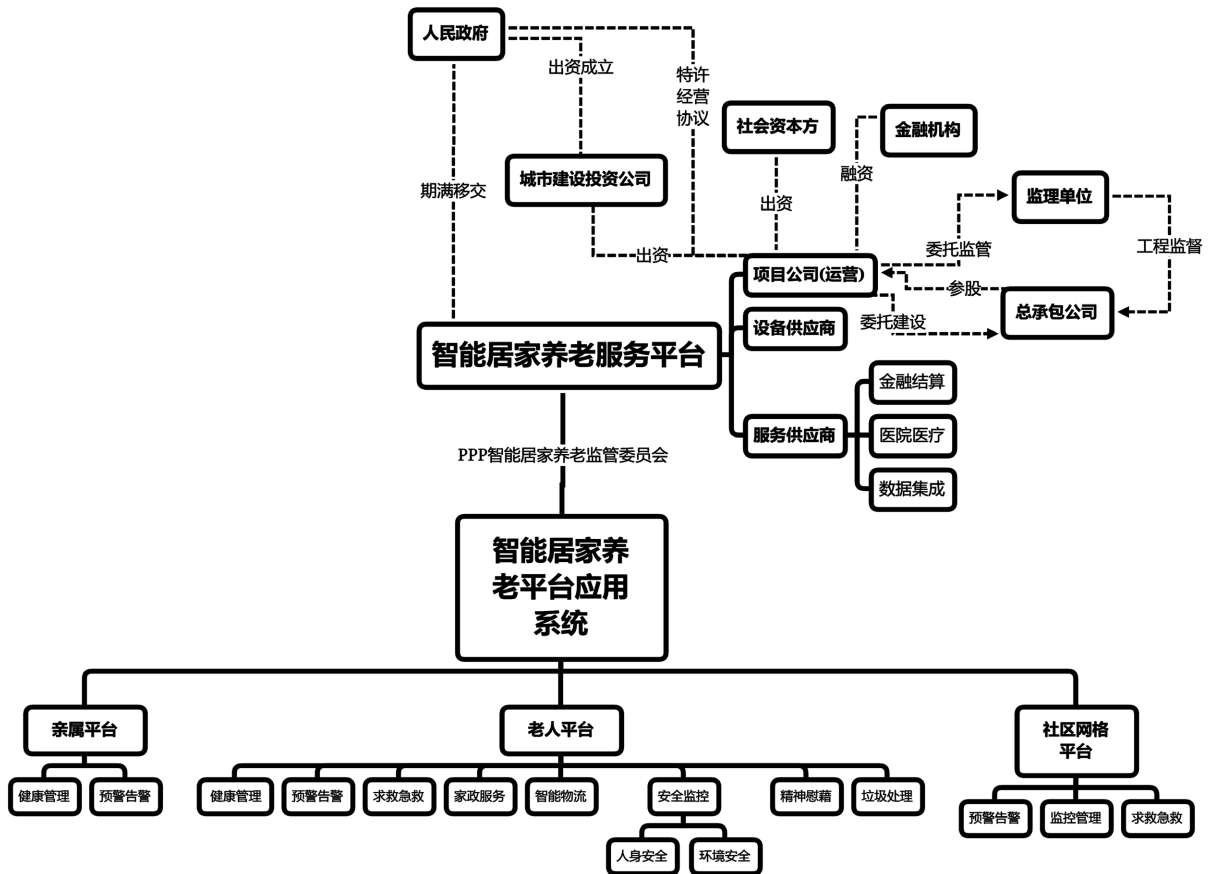 人民政府
出资成立
特许
经营
协议
社会资本方
金融机构
城市建设投资公司
期满移交
融资
监理单位
出资
委托监管
工程监督
出资
项目公司(运营)
参股
总承包公司
设备供应商
委托建设
智能居家养老服务平台
金融结算
服务供应商
医院医疗
数据集成
PPP智能居家养老监管委员会
智能居家养
老平台应用
系统
亲属平台
老人平台
社区网格
平台
健康管理
预警告警
健康管理
预警告警
求救急救
家政服务
智能物流
安全监控
精神慰藉
垃圾处理
预警告警
监控管理
求救急救
人身安全
环境安全